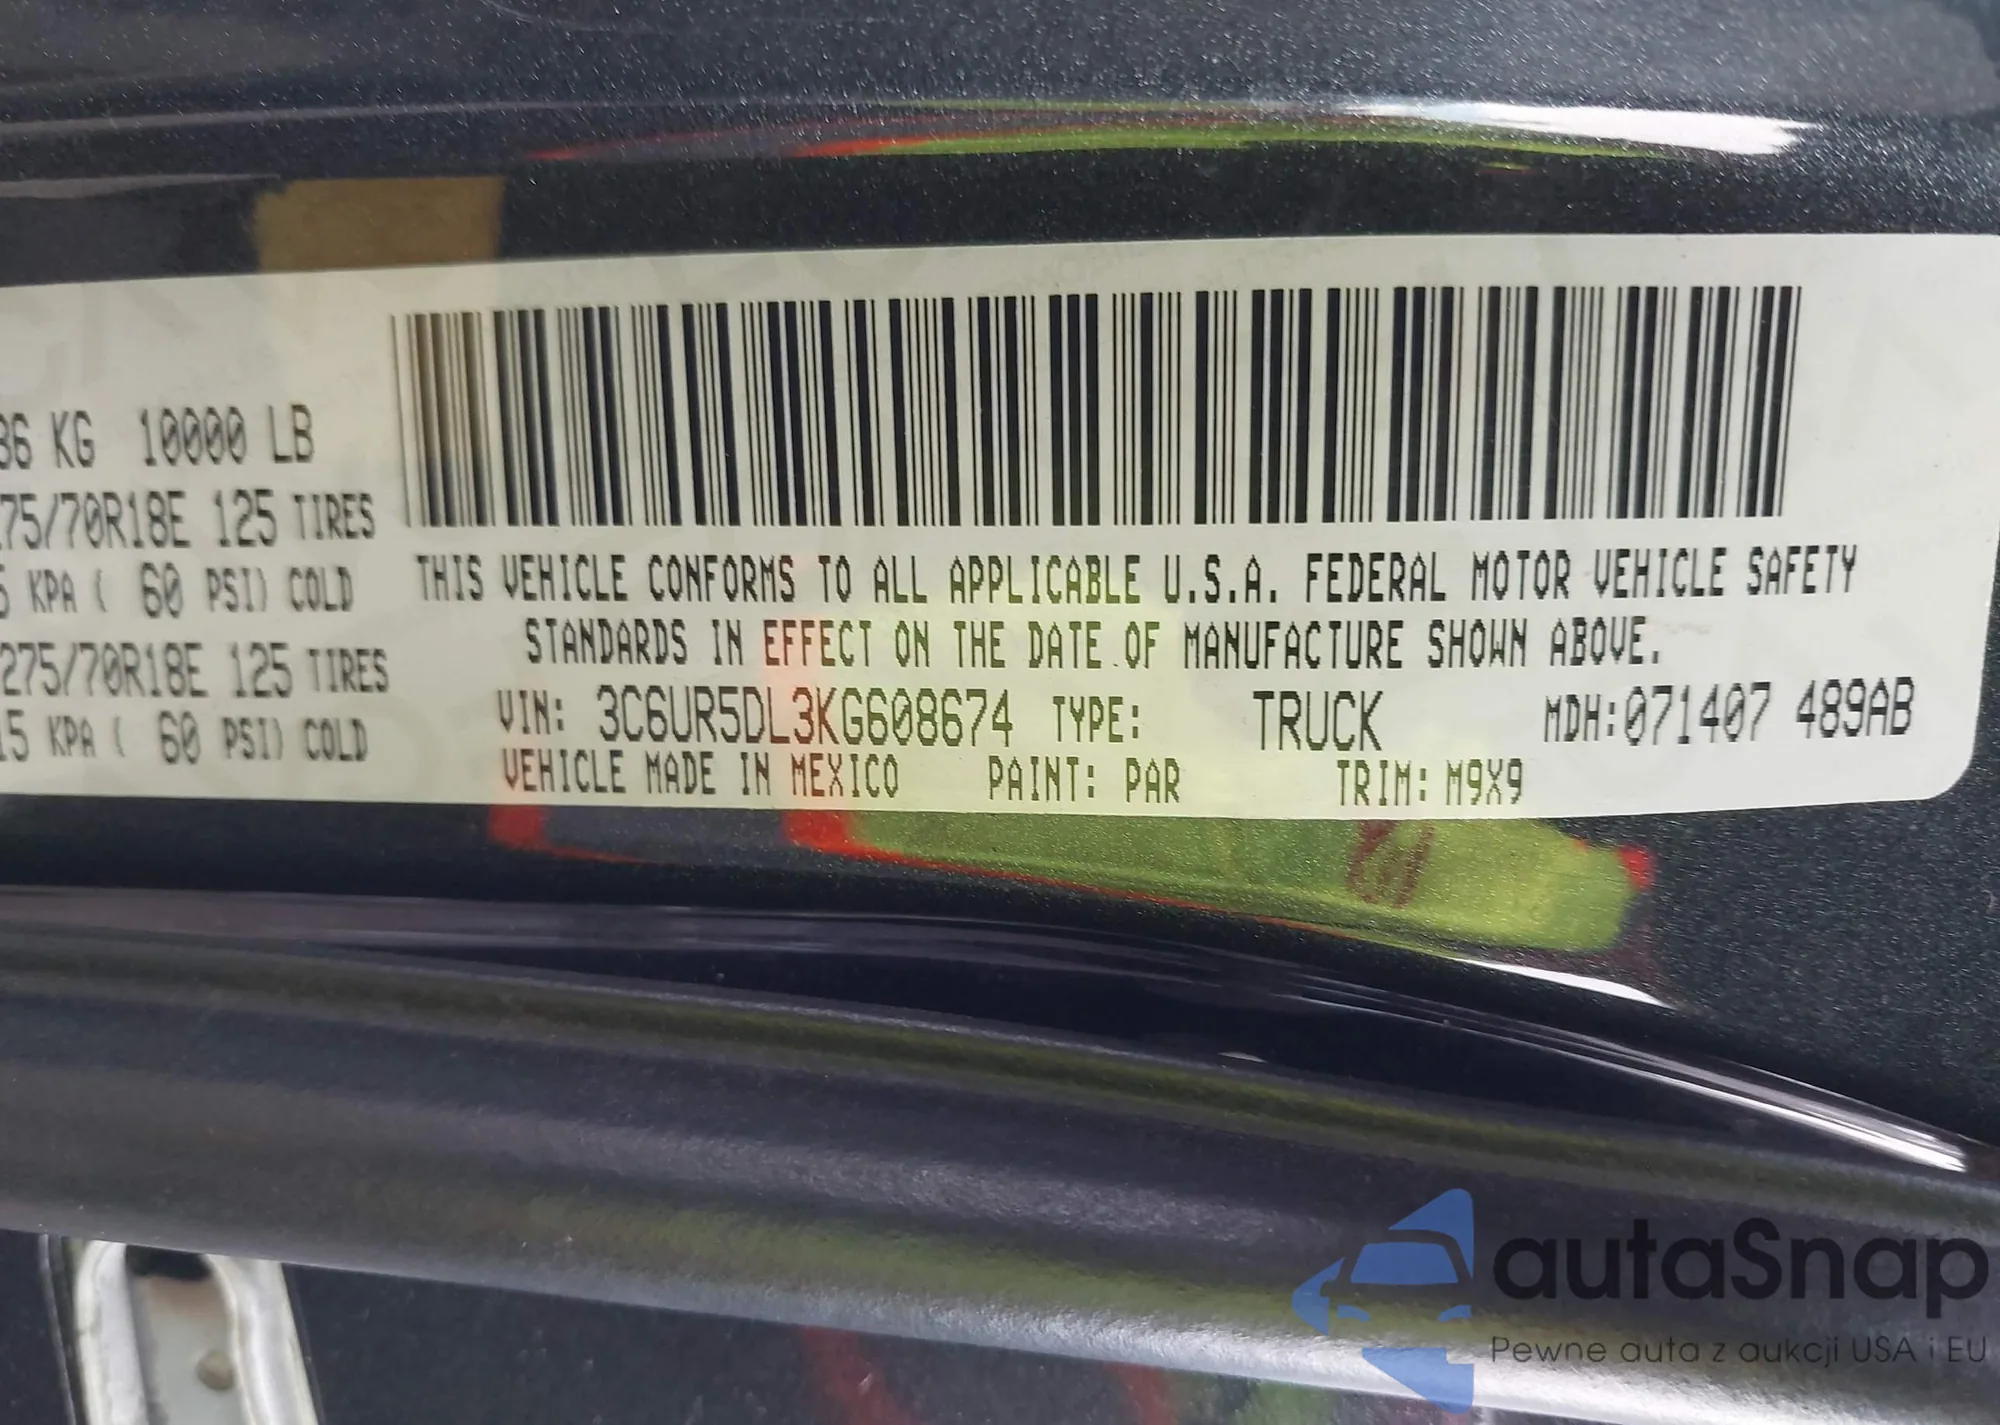 86 KG 10000 LB
275/70R18E 125 TIRES
5 KPA ( 60 PSI) COLD
275/70R18E 125 TIRES
15 KPA ( 60 PSI) COLD
THIS VEHICLE CONFORMS TO ALL APPLICABLE U.S.A. FEDERAL MOTOR VEHICLE SAFETY
STANDARDS IN EFFECT ON THE DATE OF MANUFACTURE SHOWN ABOVE.
VIN: 3C6UR5DL3KG608674 TYPE: TRUCK MDH:071407 489AB
VEHICLE MADE IN MEXICO PAINT: PAR TRIM: M9X9
autaSnap
Pewne auta z aukcji USA i EU